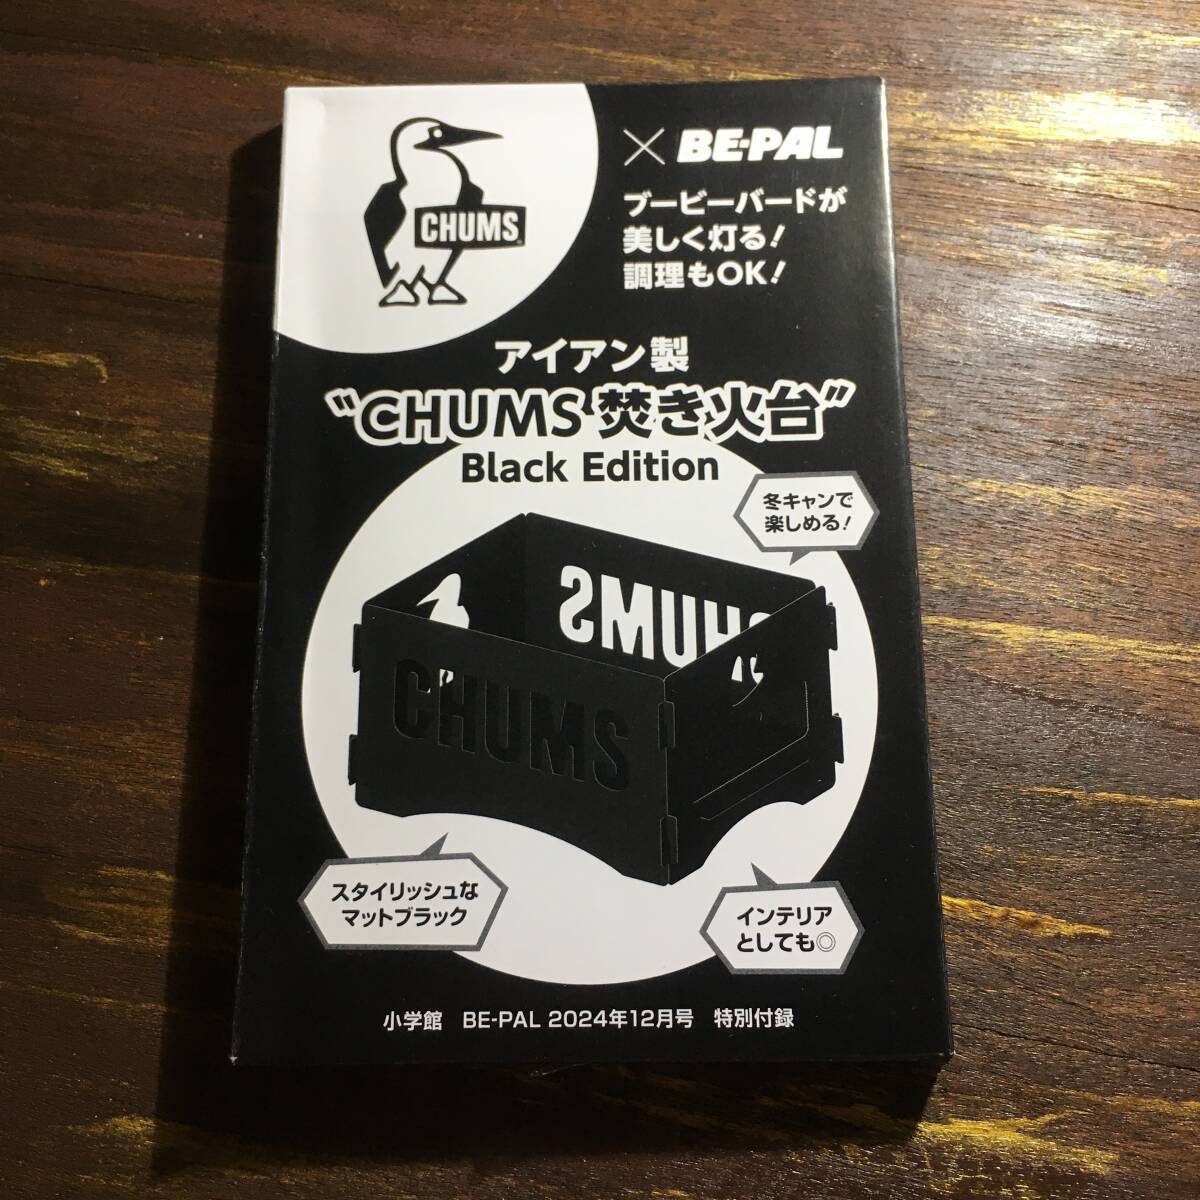 CHUMS
× BE-PAL
ブービーバードが
美しく灯る!
調理もOK!
アイアン製
"CHUMS 焚き火台"
Black Edition
冬キャンで
楽しめる!
CHUMS
CHUMS
スタイリッシュな
マットブラック
インテリア
としても◎
小学館 BE-PAL 2024年12月号 特別付録